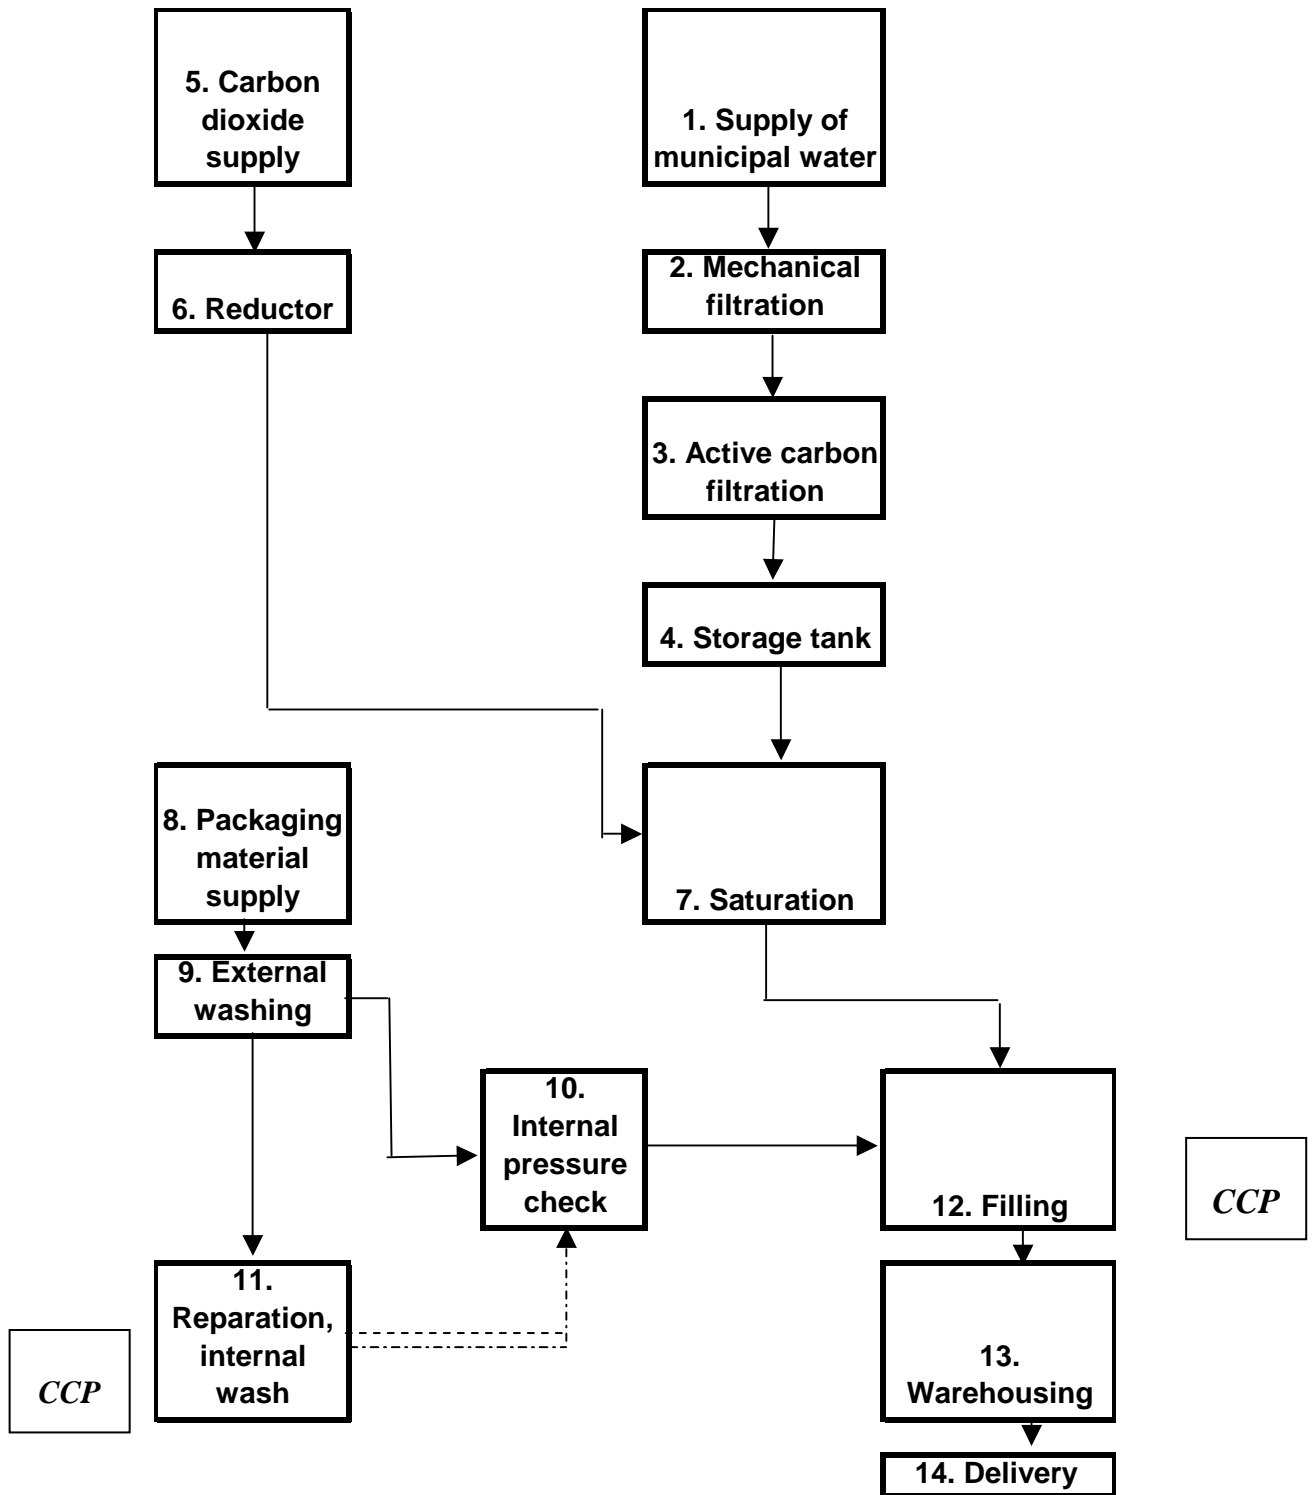 5. Carbon
dioxide
supply
1. Supply of
municipal water
6. Reductor
2. Mechanical
filtration
3. Active carbon
filtration
4. Storage tank
8. Packaging
material
supply
7. Saturation
9. External
washing
10.
Internal
pressure
check
12. Filling
CCP
11.
Reparation,
internal
wash
CCP
13.
Warehousing
14. Delivery